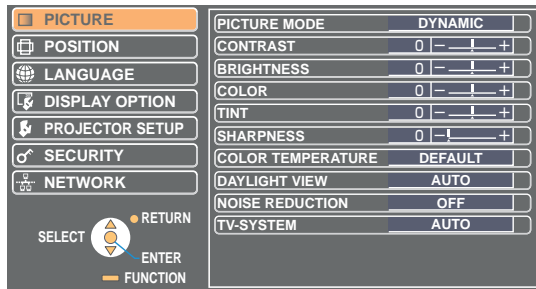 PICTURE
POSITION
LANGUAGE
DISPLAY OPTION
PROJECTOR SETUP
SECURITY
NETWORK
RETURN
SELECT
ENTER
FUNCTION
PICTURE MODE DYNAMIC
CONTRAST 0 - +
BRIGHTNESS 0 - +
COLOR 0 - +
TINT 0 - +
SHARPNESS 0 - +
COLOR TEMPERATURE DEFAULT
DAYLIGHT VIEW AUTO
NOISE REDUCTION OFF
TV-SYSTEM AUTO